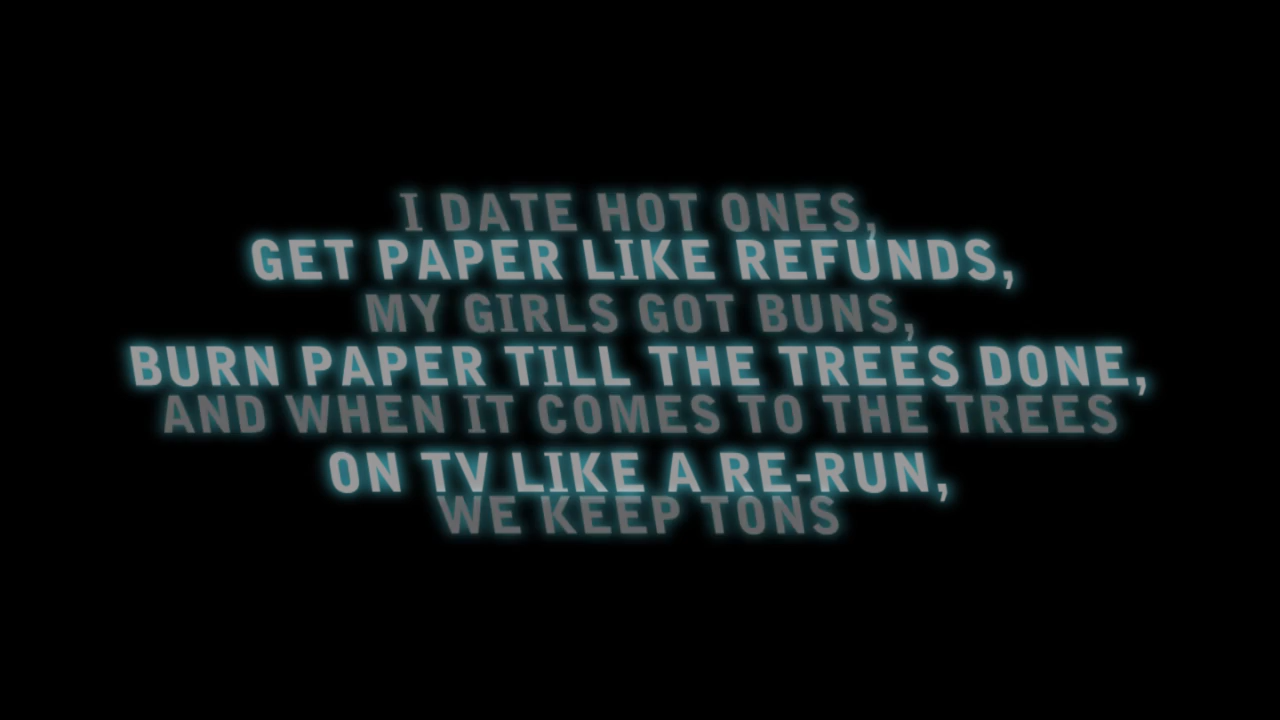 I DATE HOT ONES,
GET PAPER LIKE REFUNDS,
MY GIRLS GOT BUNS,
BURN PAPER TILL THE TREES DONE,
AND WHEN IT COMES TO THE TREES
ON TV LIKE A RE-RUN,
WE KEEP TONS